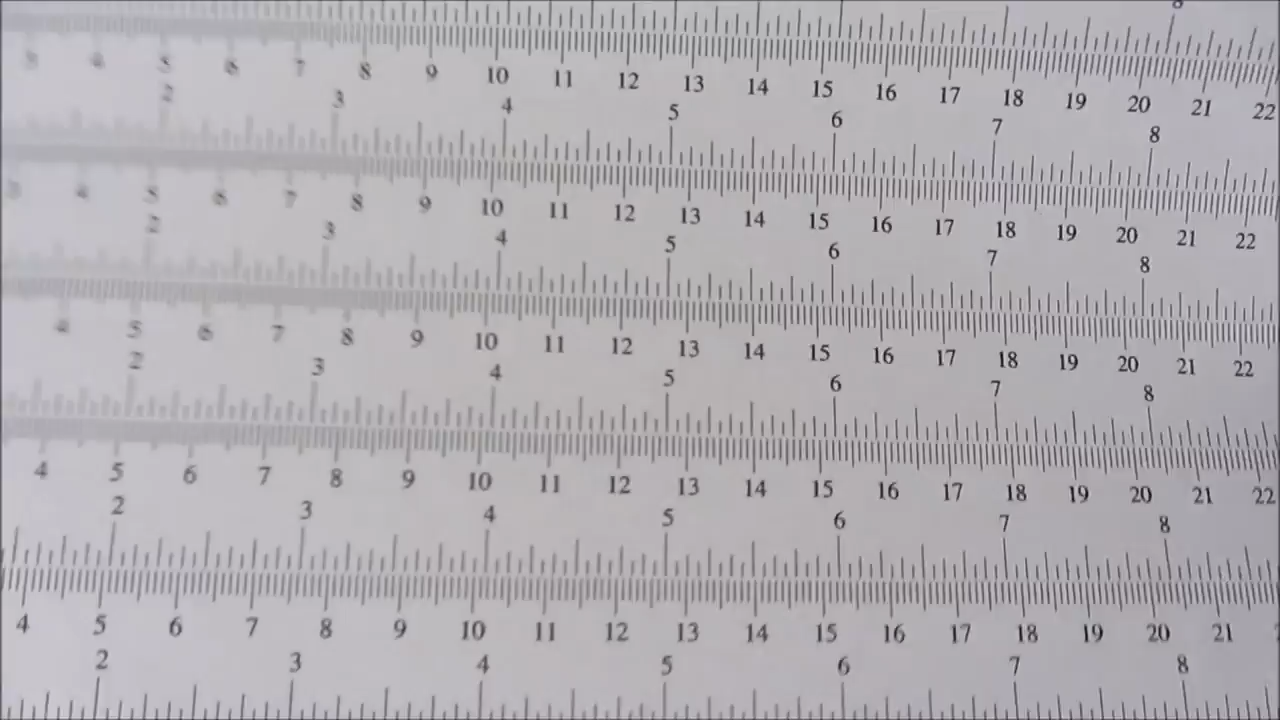 8
3 4 5 6 7 8 9 10 11 12 13 14 15 16 17 18 19 20 21 22
2 3 4 5 6 7 8
3 4 5 6 7 8 9 10 11 12 13 14 15 16 17 18 19 20 21 22
2 3 4 5 6 7 8
4 5 6 7 8 9 10 11 12 13 14 15 16 17 18 19 20 21 22
2 3 4 5 6 7 8
4 5 6 7 8 9 10 11 12 13 14 15 16 17 18 19 20 21 22
2 3 4 5 6 7 8
4 5 6 7 8 9 10 11 12 13 14 15 16 17 18 19 20 21
2 3 4 5 6 7 8